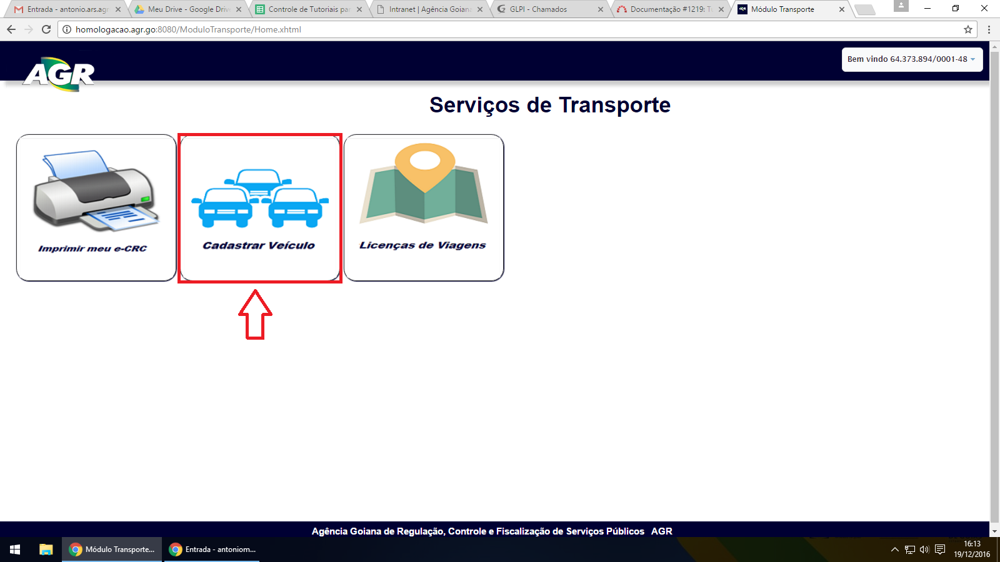 Entrada - antonio.ars.agr
Meu Drive - Google Drive
Controle de Tutoriais pa
Intranet | Agência Goiana
GLPI - Chamados
Documentação #1219: Tu
Módulo Transporte
homologacao.agr.go:8080/ModuloTransporte/Home.xhtml
AGR
Bem vindo 64.373.894/0001-48
Serviços de Transporte
Imprimir meu e-CRC
Cadastrar Veículo
Licenças de Viagens
Agência Goiana de Regulação, Controle e Fiscalização de Serviços Públicos AGR
Módulo Transporte...
Entrada - antoniom...
16:13
19/12/2016